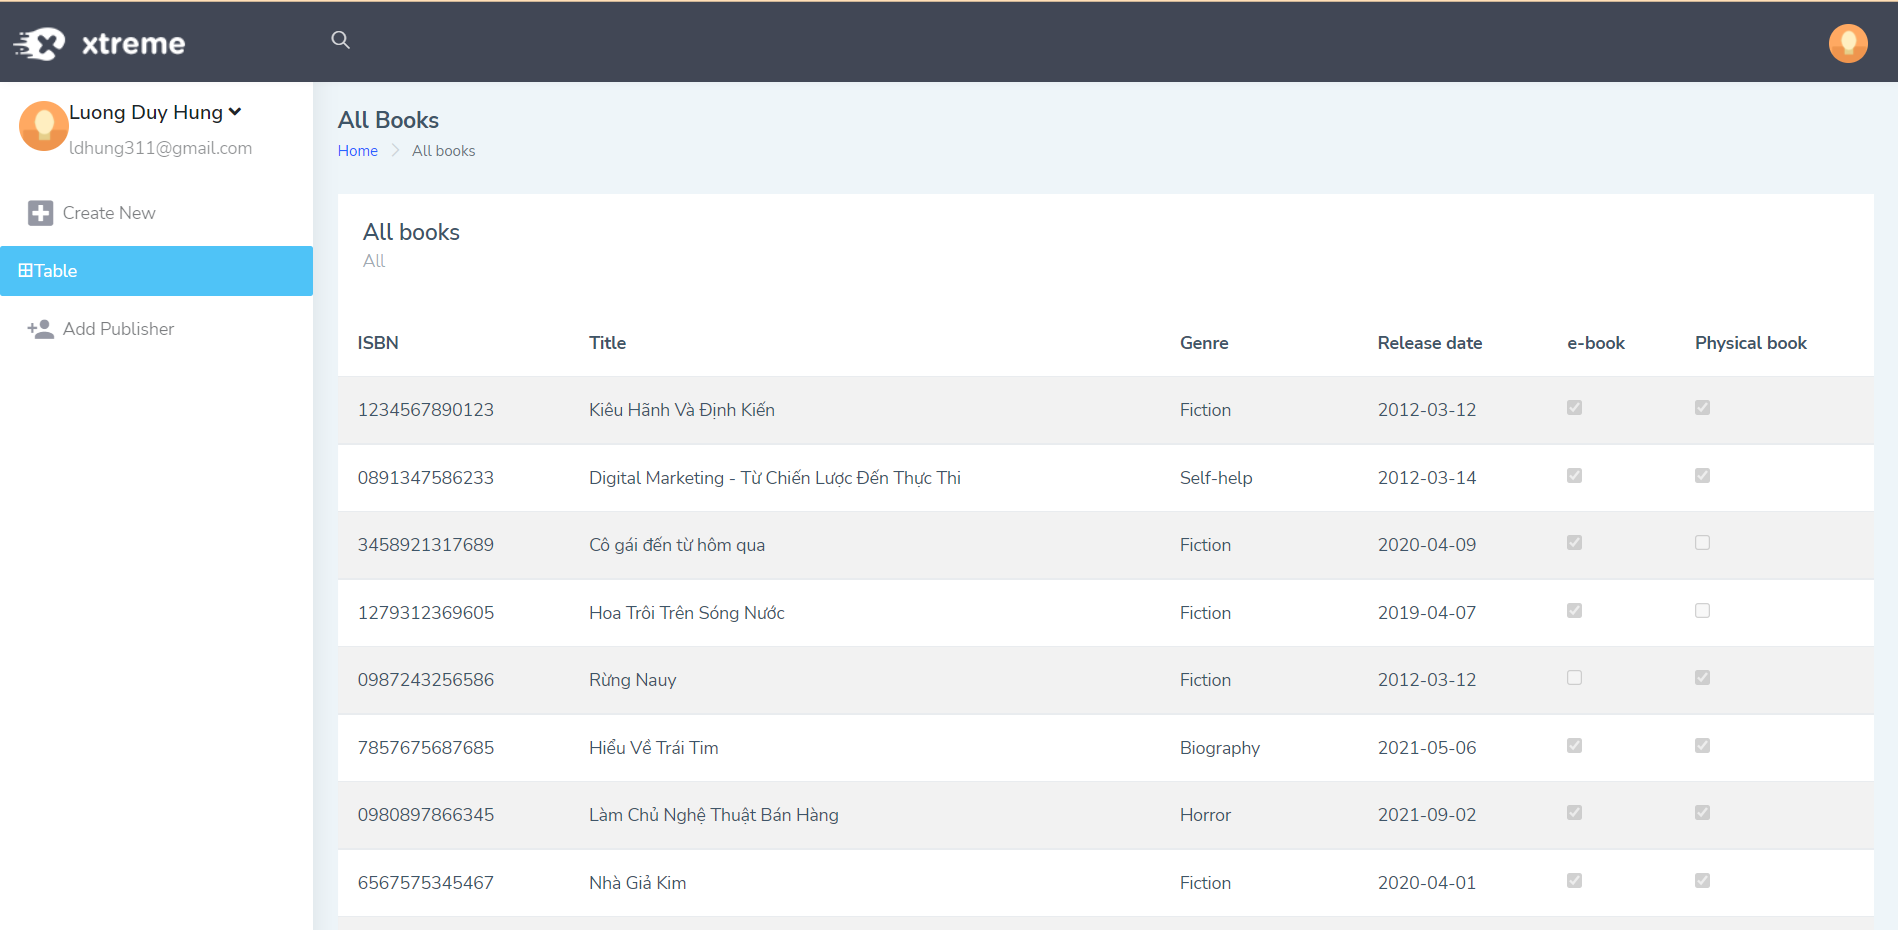 xtreme
Luong Duy Hung
ldhung311@gmail.com
Create New
Table
Add Publisher
All Books
Home All books
All books
All
ISBN Title Genre Release date e-book Physical book
1234567890123 Kiêu Hãnh Và Định Kiến Fiction 2012-03-12
0891347586233 Digital Marketing - Từ Chiến Lược Đến Thực Thi Self-help 2012-03-14
3458921317689 Cô gái đến từ hôm qua Fiction 2020-04-09
1279312369605 Hoa Trôi Trên Sóng Nước Fiction 2019-04-07
0987243256586 Rừng Nauy Fiction 2012-03-12
7857675687685 Hiểu Về Trái Tim Biography 2021-05-06
0980897866345 Làm Chủ Nghệ Thuật Bán Hàng Horror 2021-09-02
6567575345467 Nhà Giả Kim Fiction 2020-04-01